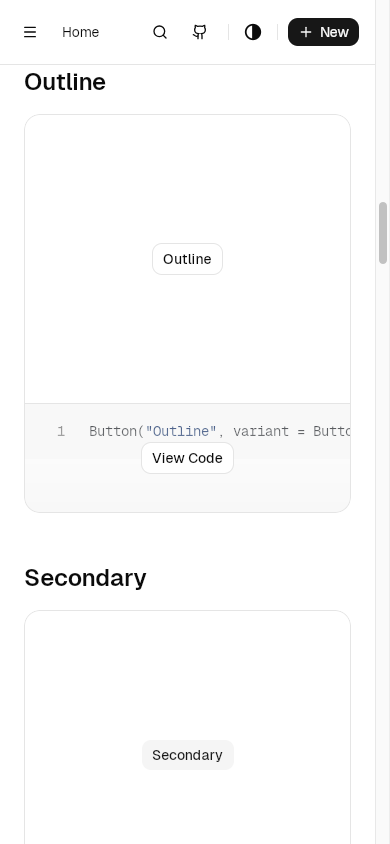 Home
New
Outline
Outline
1 Button("Outline", variant = Butto
View Code
Secondary
Secondary